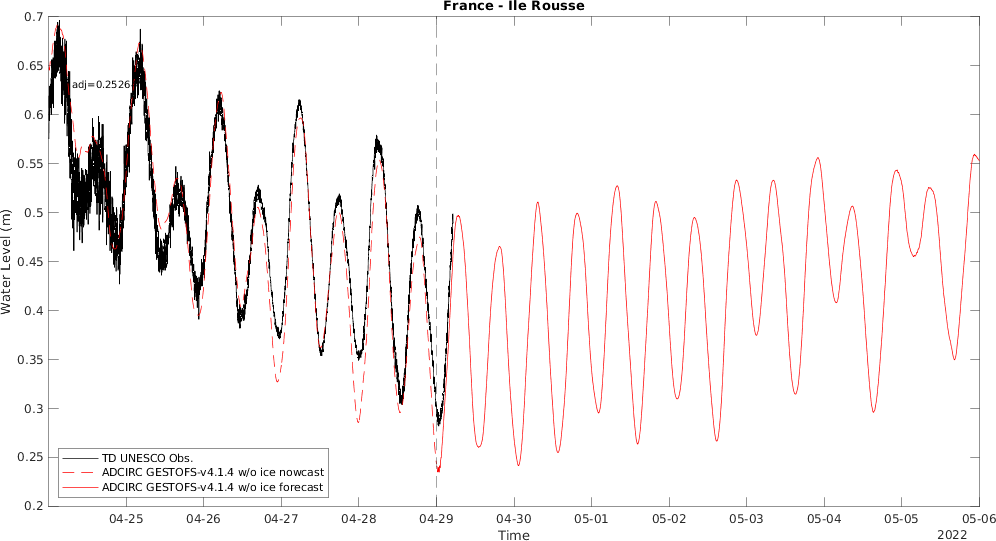 France - Ile Rousse
0.7
0.65
adj=0.2526
0.6
0.55
0.5
0.45
0.4
0.35
0.3
0.25
0.2
Water Level (m)
TD UNESCO Obs.
ADCIRC GESTOFS-v4.1.4 w/o ice nowcast
ADCIRC GESTOFS-v4.1.4 w/o ice forecast
04-25 04-26 04-27 04-28 04-29 04-30 05-01 05-02 05-03 05-04 05-05 05-06
Time
2022